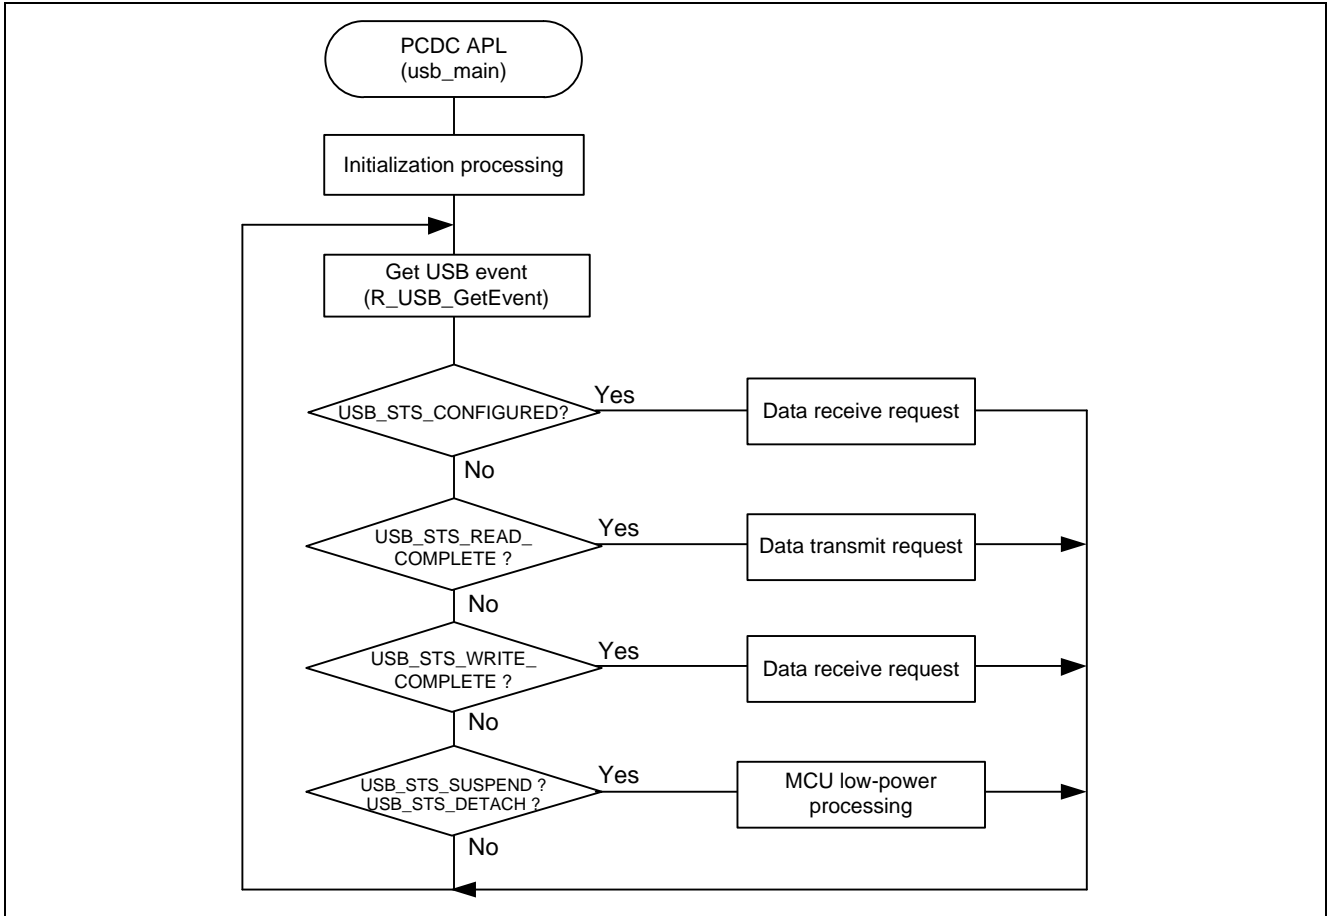 PCDC APL
(usb_main)
Initialization processing
Get USB event
(R_USB_GetEvent)
USB_STS_CONFIGURED?
Yes
Data receive request
No
USB_STS_READ_
COMPLETE ?
Yes
Data transmit request
No
USB_STS_WRITE_
COMPLETE ?
Yes
Data receive request
No
USB_STS_SUSPEND ?
USB_STS_DETACH ?
Yes
MCU low-power
processing
No